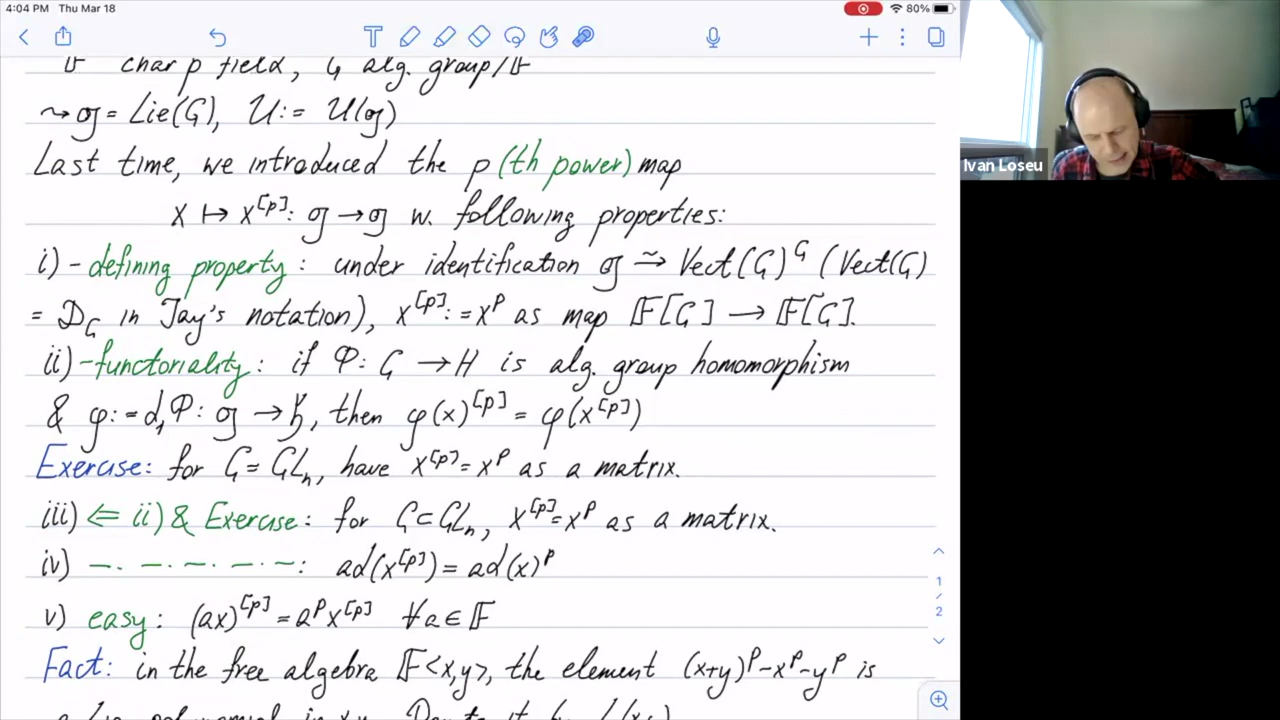 4:04 PM Thu Mar 18
80%
𝔽 char p field, G alg. group/𝔽
⇝ 𝔤 = Lie(G), U := U(𝔤)
Last time, we introduced the p (th power) map
x ↦ x^[p]: 𝔤 → 𝔤 w. following properties:
i) - defining property: under identification 𝔤 ≃ Vect(G)^G (Vect(G)
= D_G in Jay's notation), x^[p] := x^p as map 𝔽[G] → 𝔽[G].
ii) - functoriality: if Φ: G → H is alg. group homomorphism
& φ := d₁Φ: 𝔤 → 𝔥, then φ(x)^[p] = φ(x^[p])
Exercise: for G = GL_n, have x^[p] = x^p as a matrix.
iii) ⇐ ii) & Exercise: for G ⊂ GL_n, x^[p] = x^p as a matrix.
iv) — . — . — . — . —: ad(x^[p]) = ad(x)^p
v) easy: (ax)^[p] = a^p x^[p] ∀a ∈ 𝔽
Fact: in the free algebra 𝔽<x,y>, the element (x+y)^p - x^p - y^p is
Ivan Loseu
1
/
2